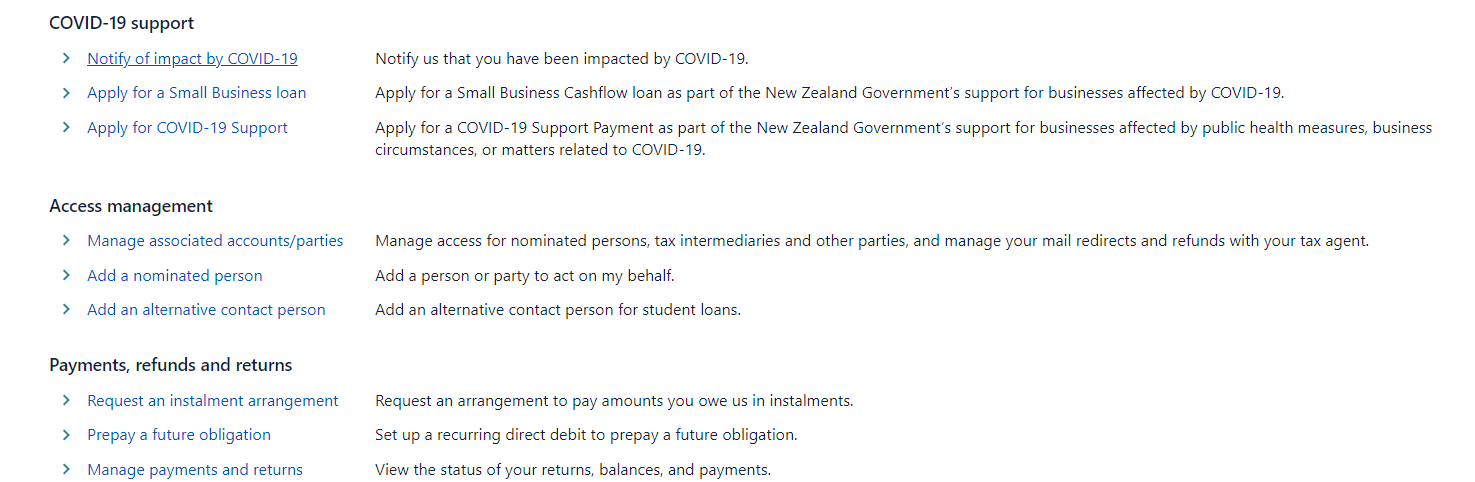 COVID-19 support
Notify of impact by COVID-19 Notify us that you have been impacted by COVID-19.
Apply for a Small Business loan Apply for a Small Business Cashflow loan as part of the New Zealand Government's support for businesses affected by COVID-19.
Apply for COVID-19 Support Apply for a COVID-19 Support Payment as part of the New Zealand Government's support for businesses affected by public health measures, business
circumstances, or matters related to COVID-19.
Access management
Manage associated accounts/parties Manage access for nominated persons, tax intermediaries and other parties, and manage your mail redirects and refunds with your tax agent.
Add a nominated person Add a person or party to act on my behalf.
Add an alternative contact person Add an alternative contact person for student loans.
Payments, refunds and returns
Request an instalment arrangement Request an arrangement to pay amounts you owe us in instalments.
Prepay a future obligation Set up a recurring direct debit to prepay a future obligation.
Manage payments and returns View the status of your returns, balances, and payments.